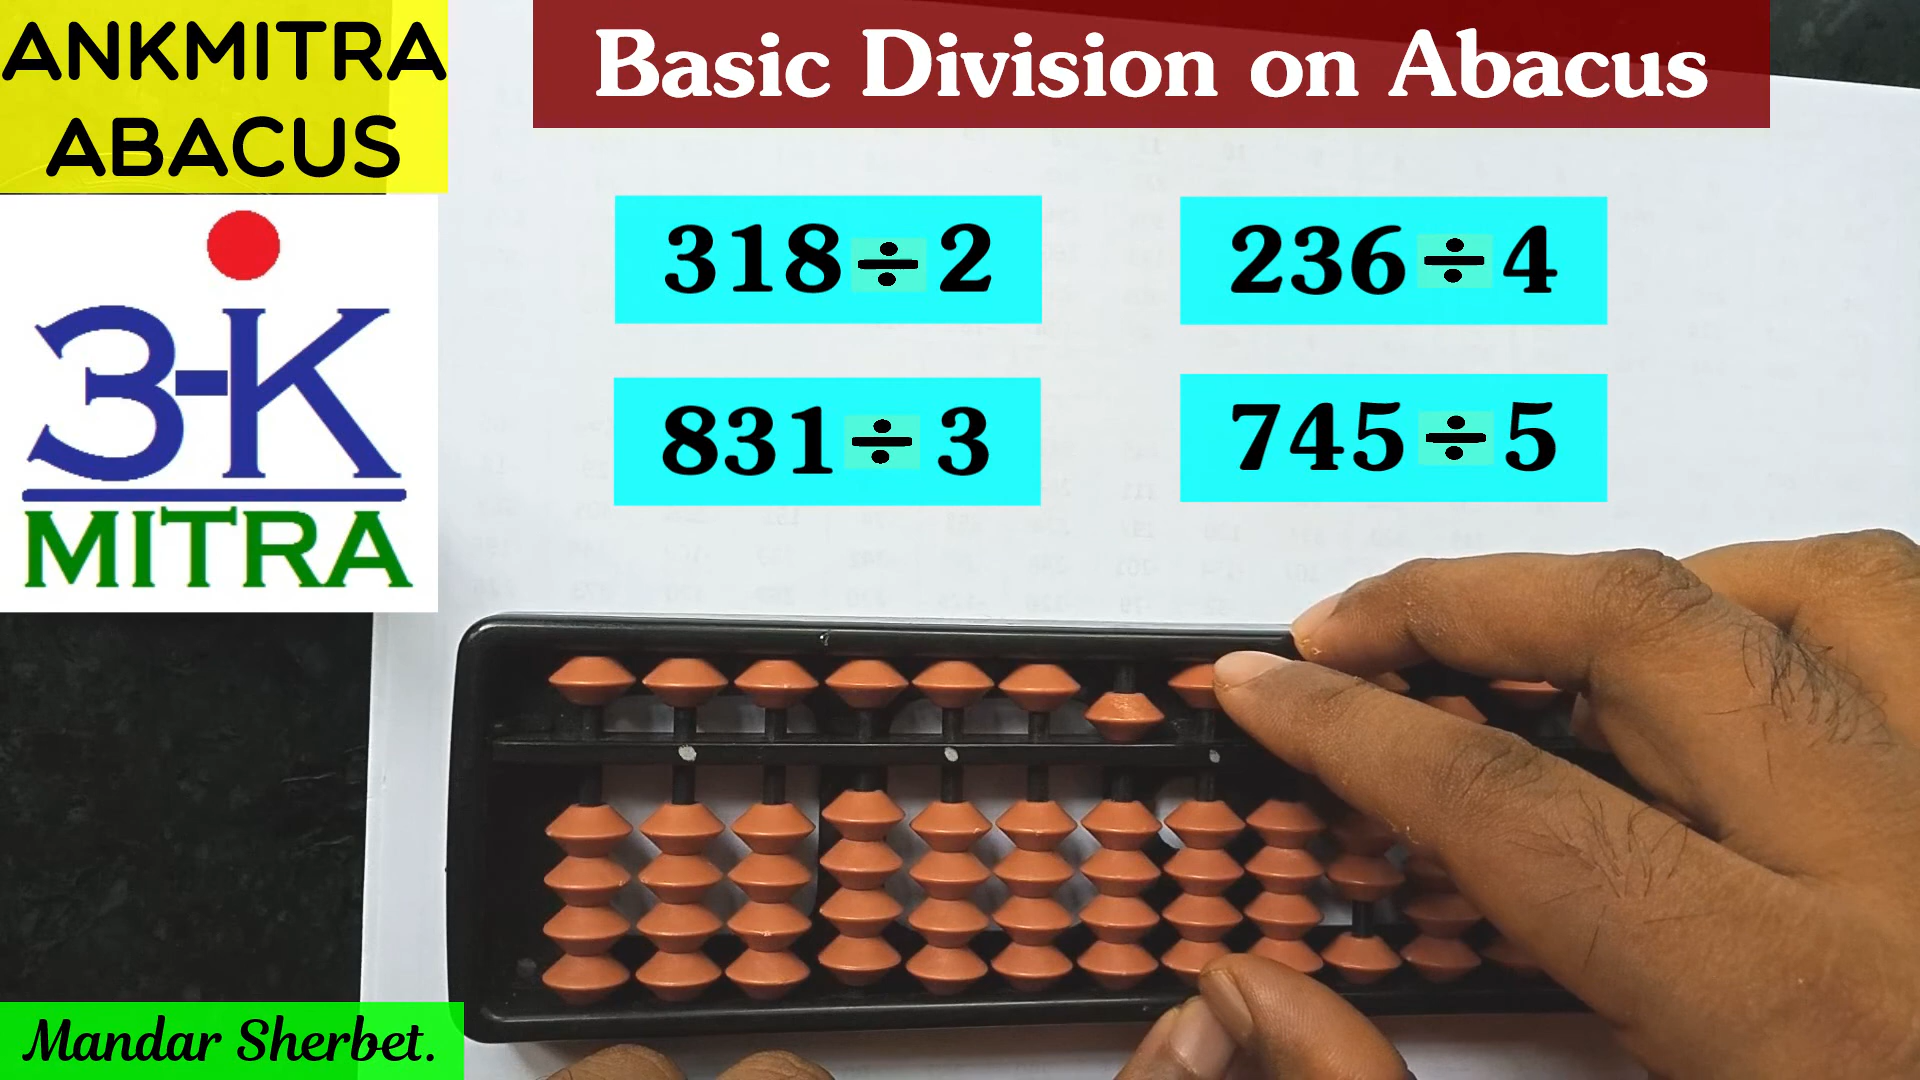 ANKMITRA
ABACUS
Basic Division on Abacus
318÷2
236÷4
831÷3
745÷5
3-K
MITRA
Mandar Sherbet.